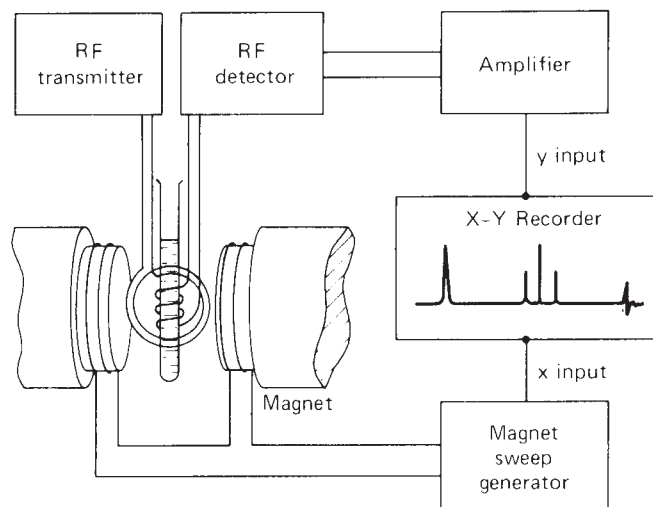 RF
transmitter
RF
detector
Amplifier
y input
X-Y Recorder
x input
Magnet
Magnet
sweep
generator